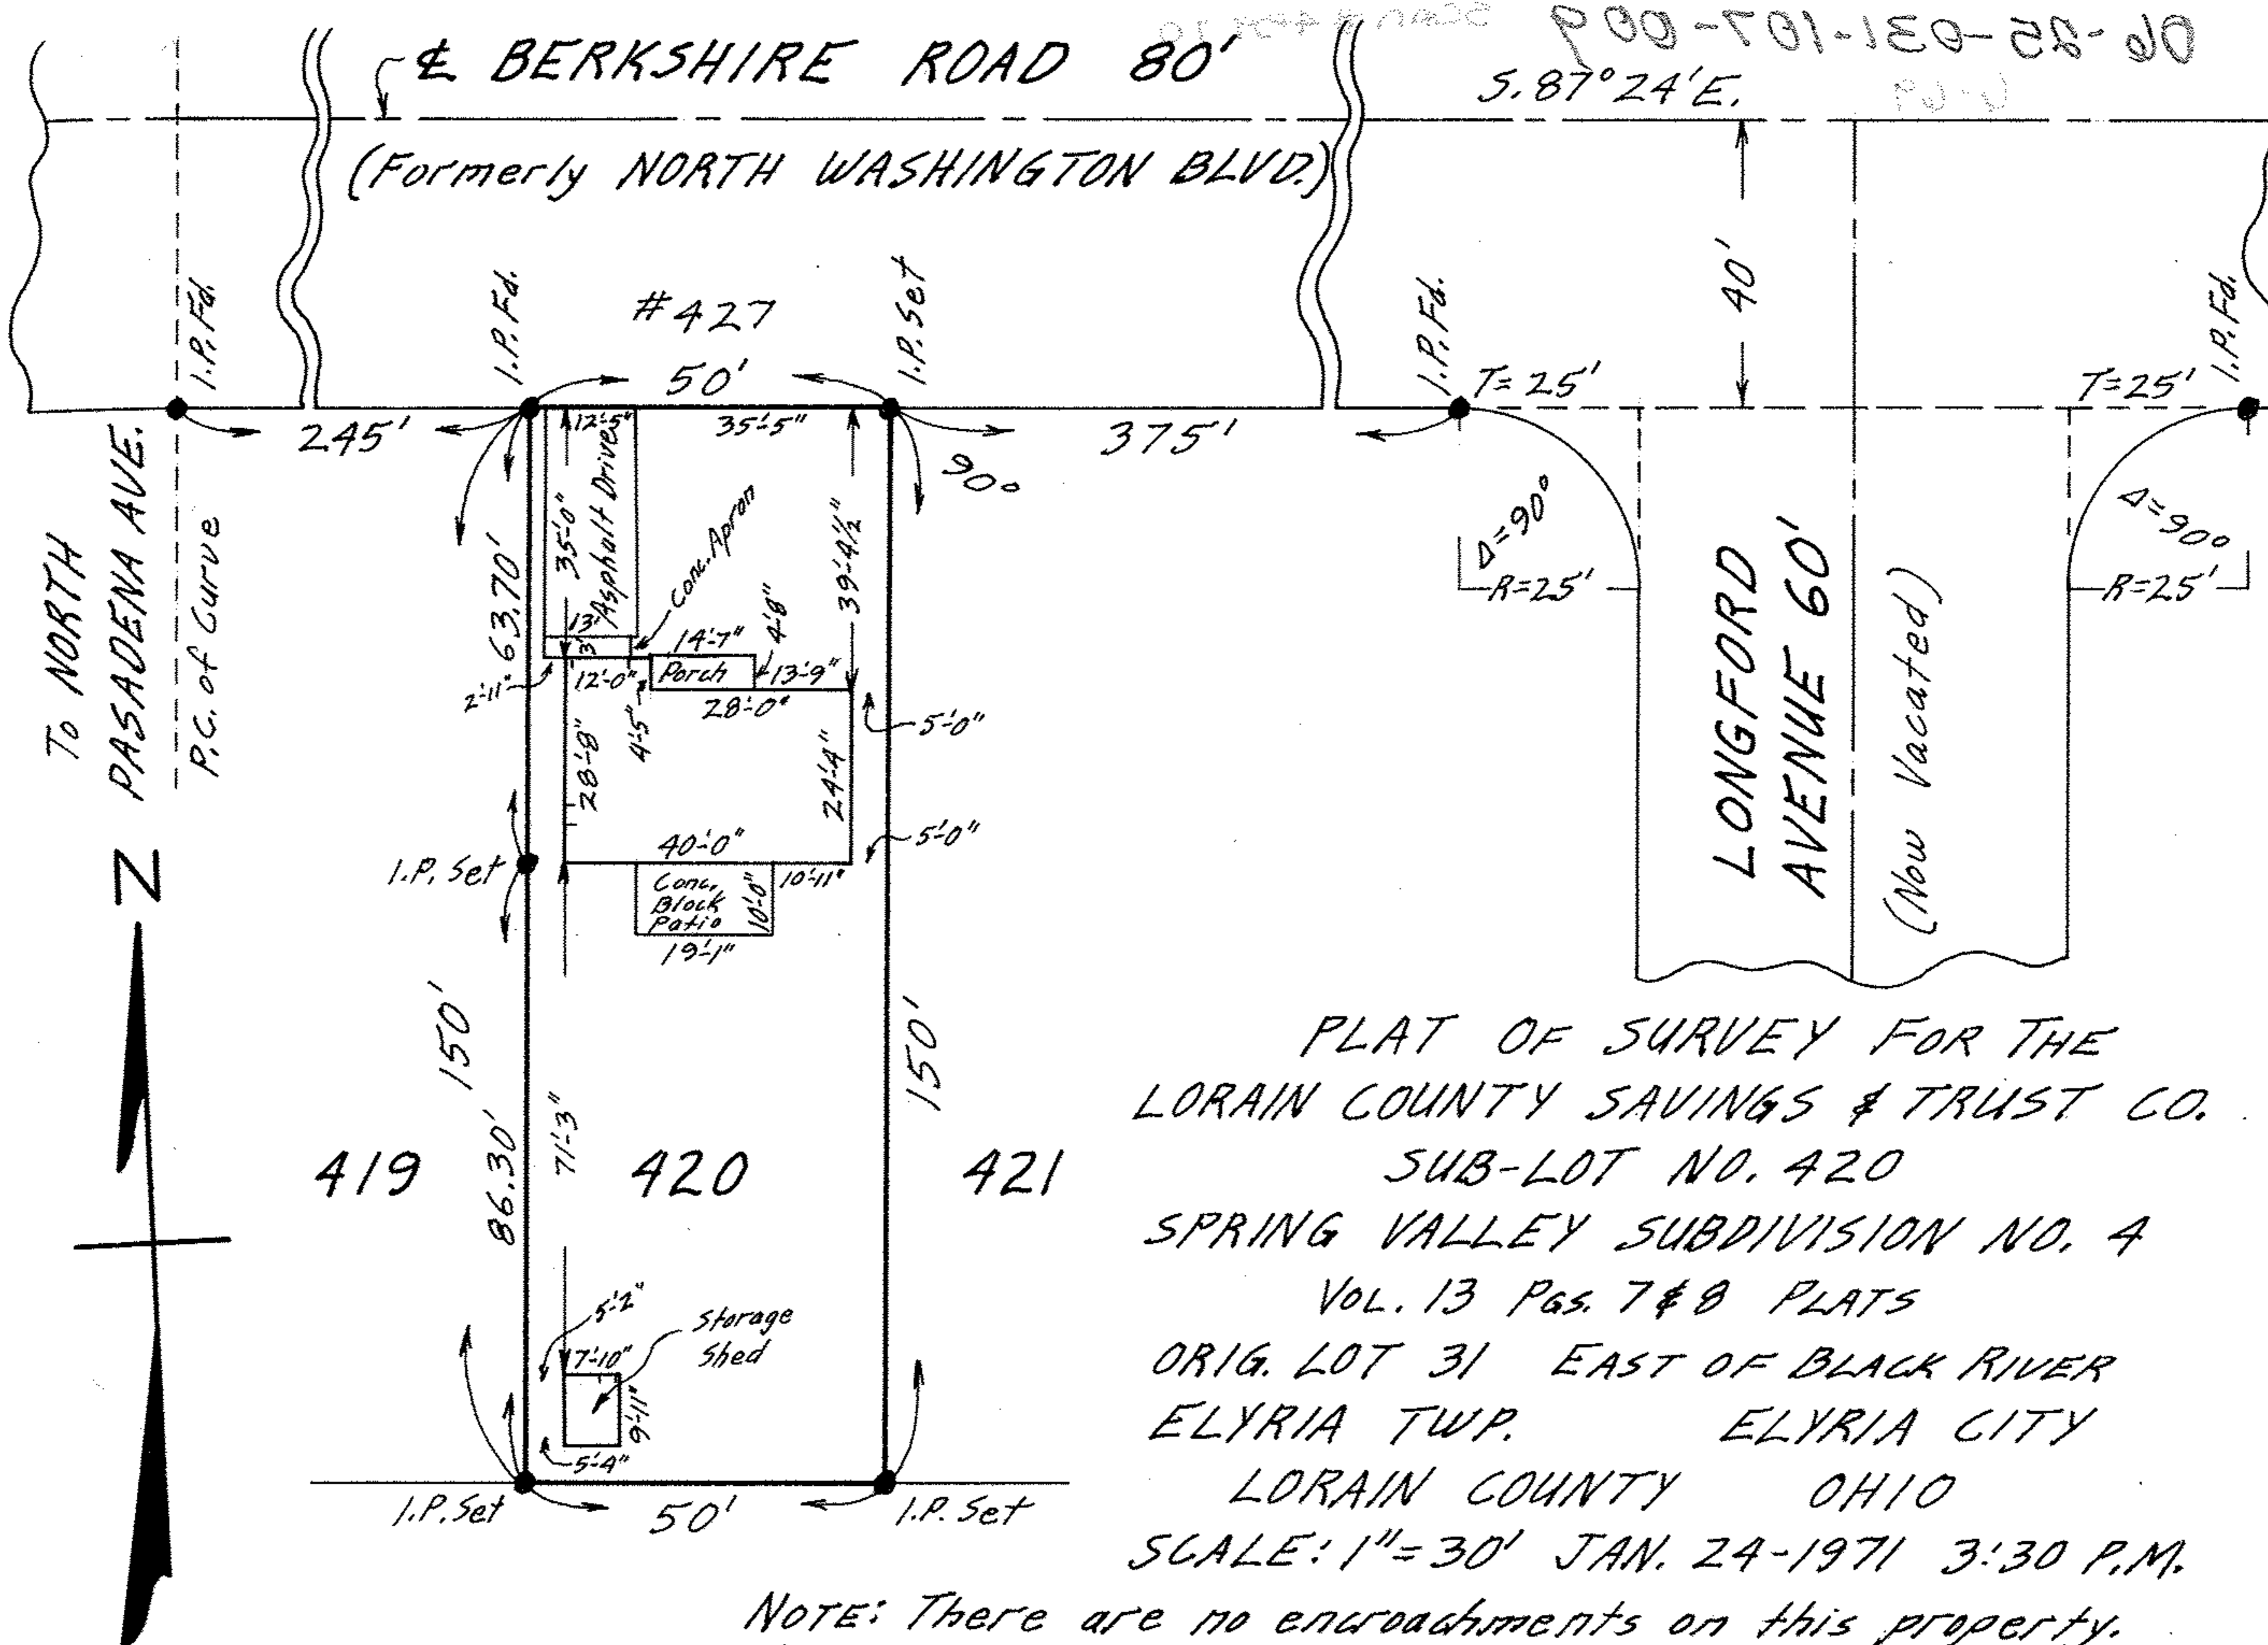 ℄ BERKSHIRE ROAD 80'
06-25-031-107-009
S. 87° 24' E.
(Formerly NORTH WASHINGTON BLVD.)
I.P. Fd.
I.P. Fd.
#427
I.P. Set
I.P. Fd.
40'
I.P. Fd.
50'
T=25'
T=25'
245'
12'-5"
35'-5"
375'
90°
Δ=90°
Δ=90°
R=25'
R=25'
To NORTH
PASADENA AVE.
P.C. of Curve
63.70'
35'-0"
Asphalt Drive
Conc. Apron
39'-4 1/2"
13'
3'
14'-7"
4'-8"
2'-11"
12'-0"
Porch
13'-9"
28'-0"
4'-5"
5'-0"
28'-8"
24'-4"
40'-0"
5'-0"
I.P. Set
Conc.
Block
Patio
10'-0"
10'-11"
19'-1"
LONGFORD
AVENUE 60'
(Now Vacated)
N
150'
150'
86.30'
71'-3"
419
420
421
5'-2"
Storage
Shed
7'-10"
9'-11"
5'-4"
I.P. Set
50'
I.P. Set
PLAT OF SURVEY FOR THE
LORAIN COUNTY SAVINGS & TRUST CO.
SUB-LOT NO. 420
SPRING VALLEY SUBDIVISION NO. 4
VOL. 13 PGS. 7 & 8 PLATS
ORIG. LOT 31 EAST OF BLACK RIVER
ELYRIA TWP. ELYRIA CITY
LORAIN COUNTY OHIO
SCALE: 1"=30' JAN. 24-1971 3:30 P.M.
NOTE: There are no encroachments on this property.